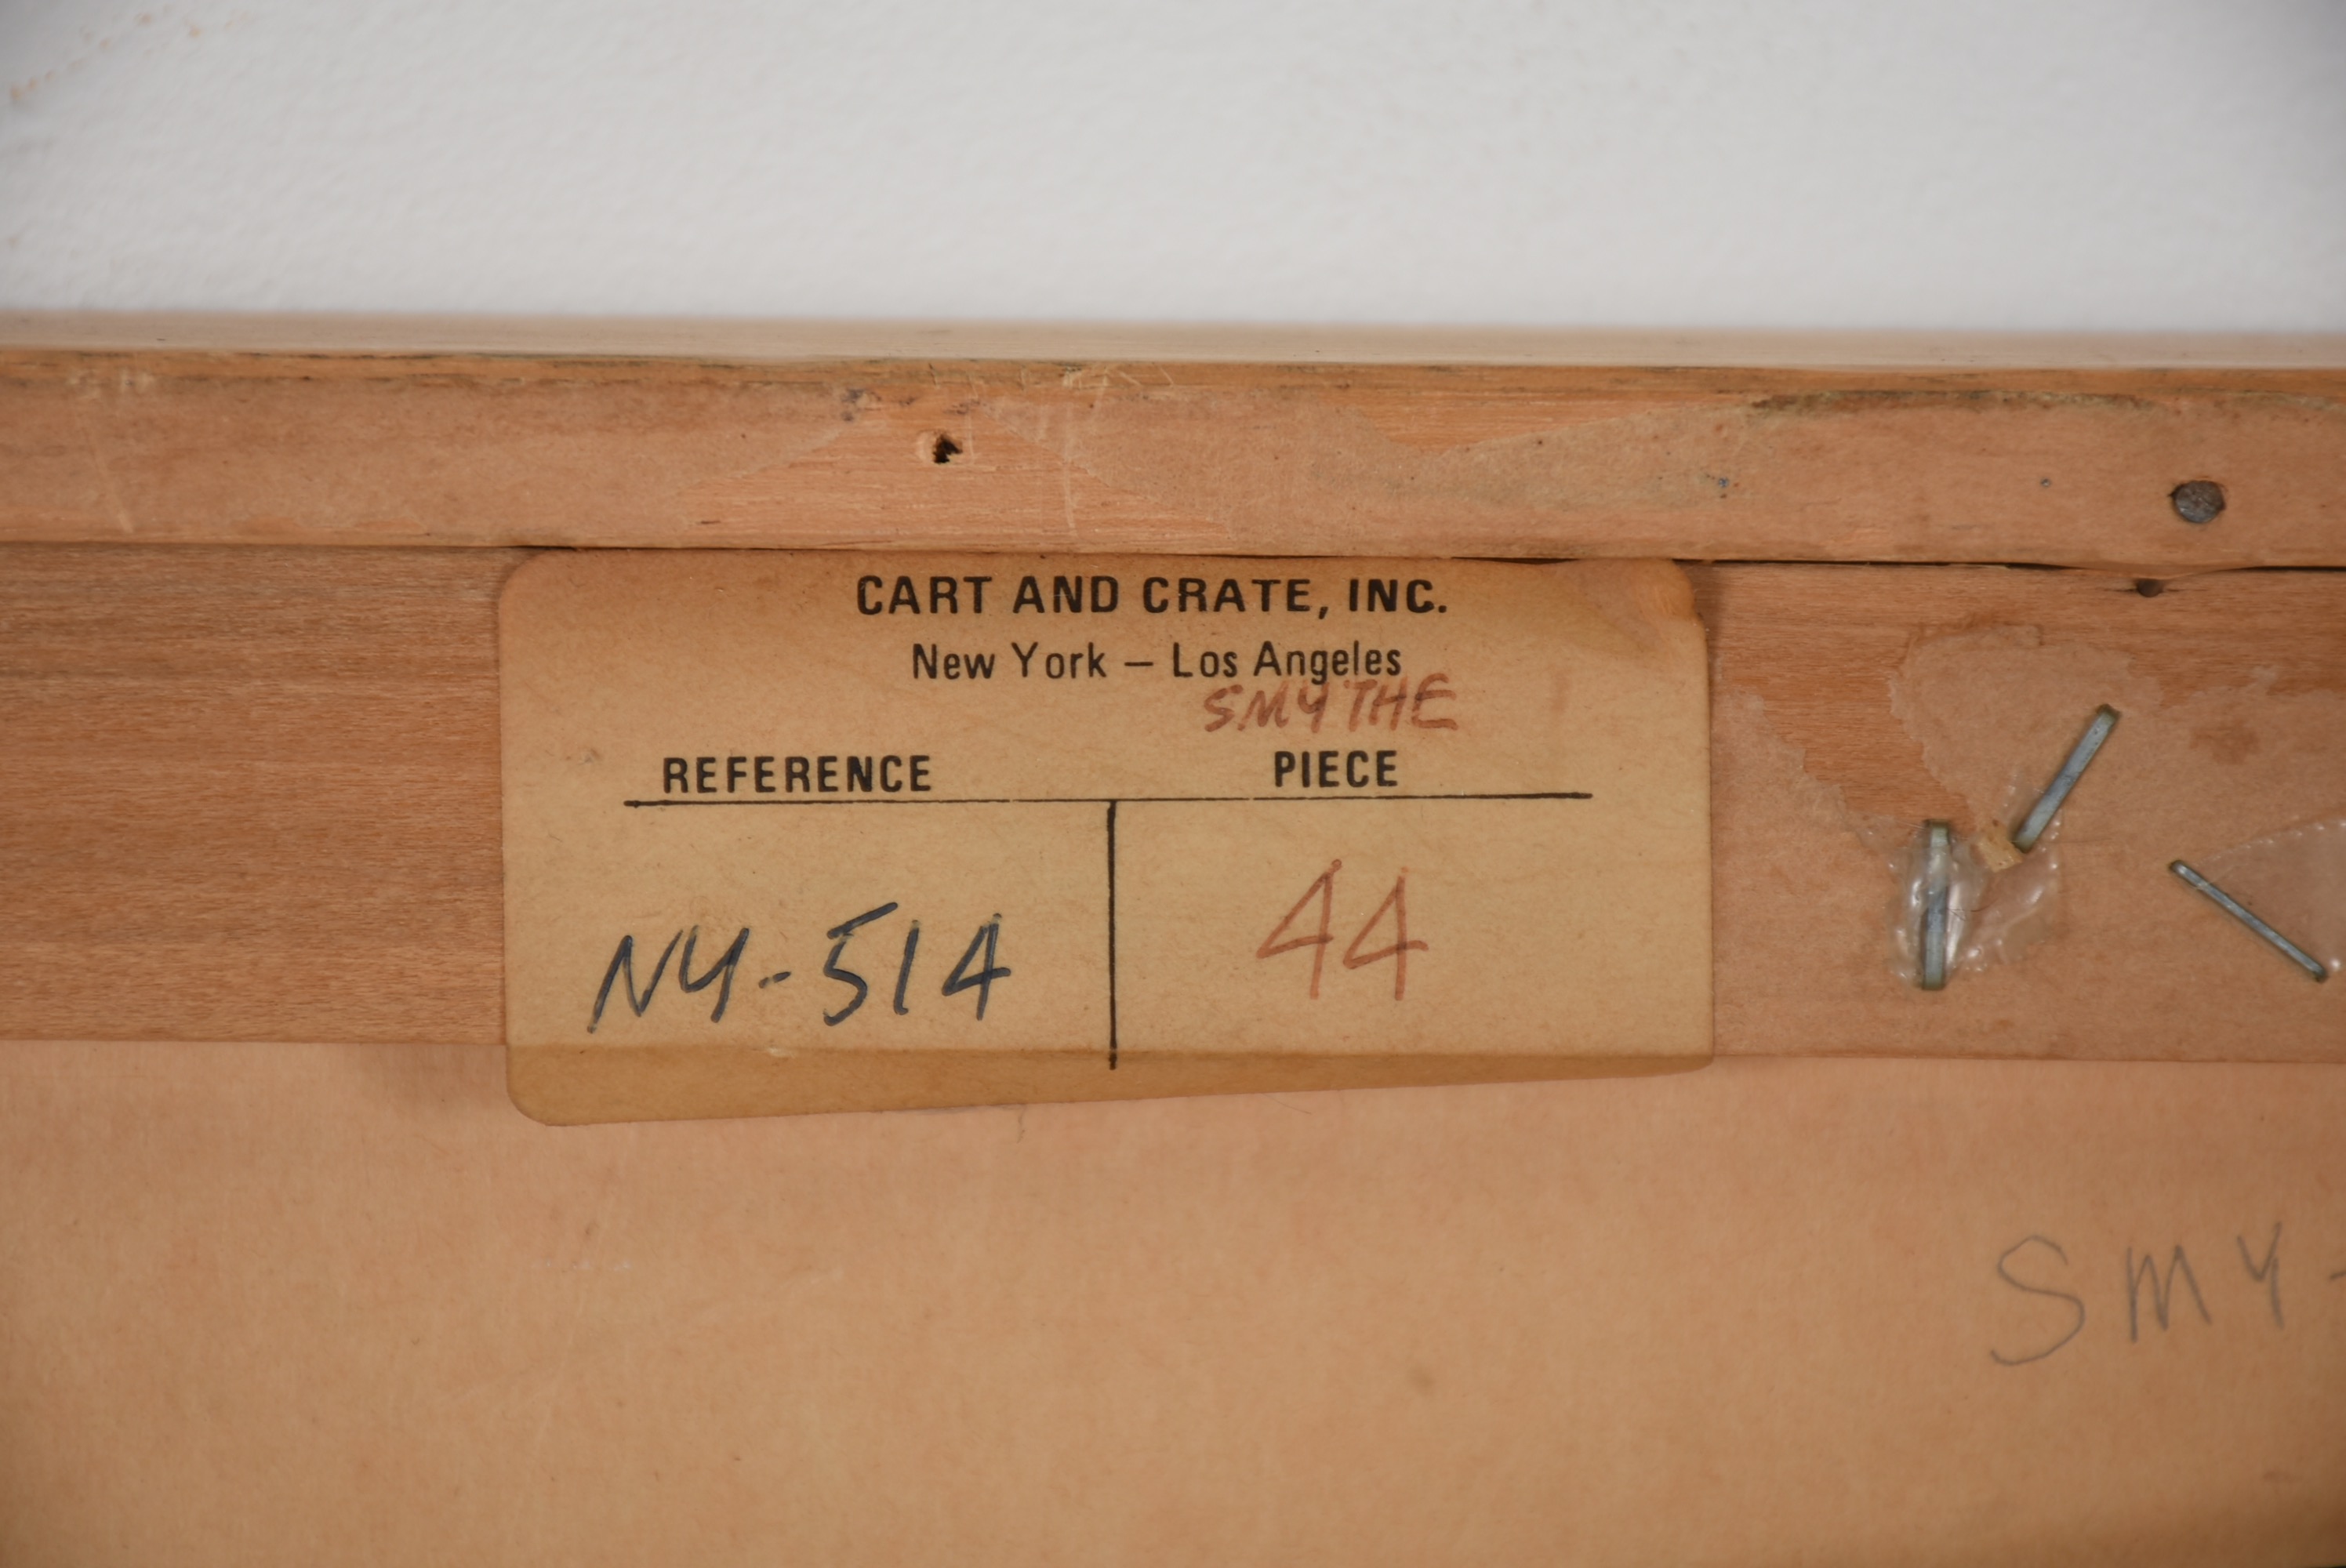 CART AND CRATE, INC.
New York – Los Angeles
SMYTHE
REFERENCE PIECE
NY-514 44
SMY